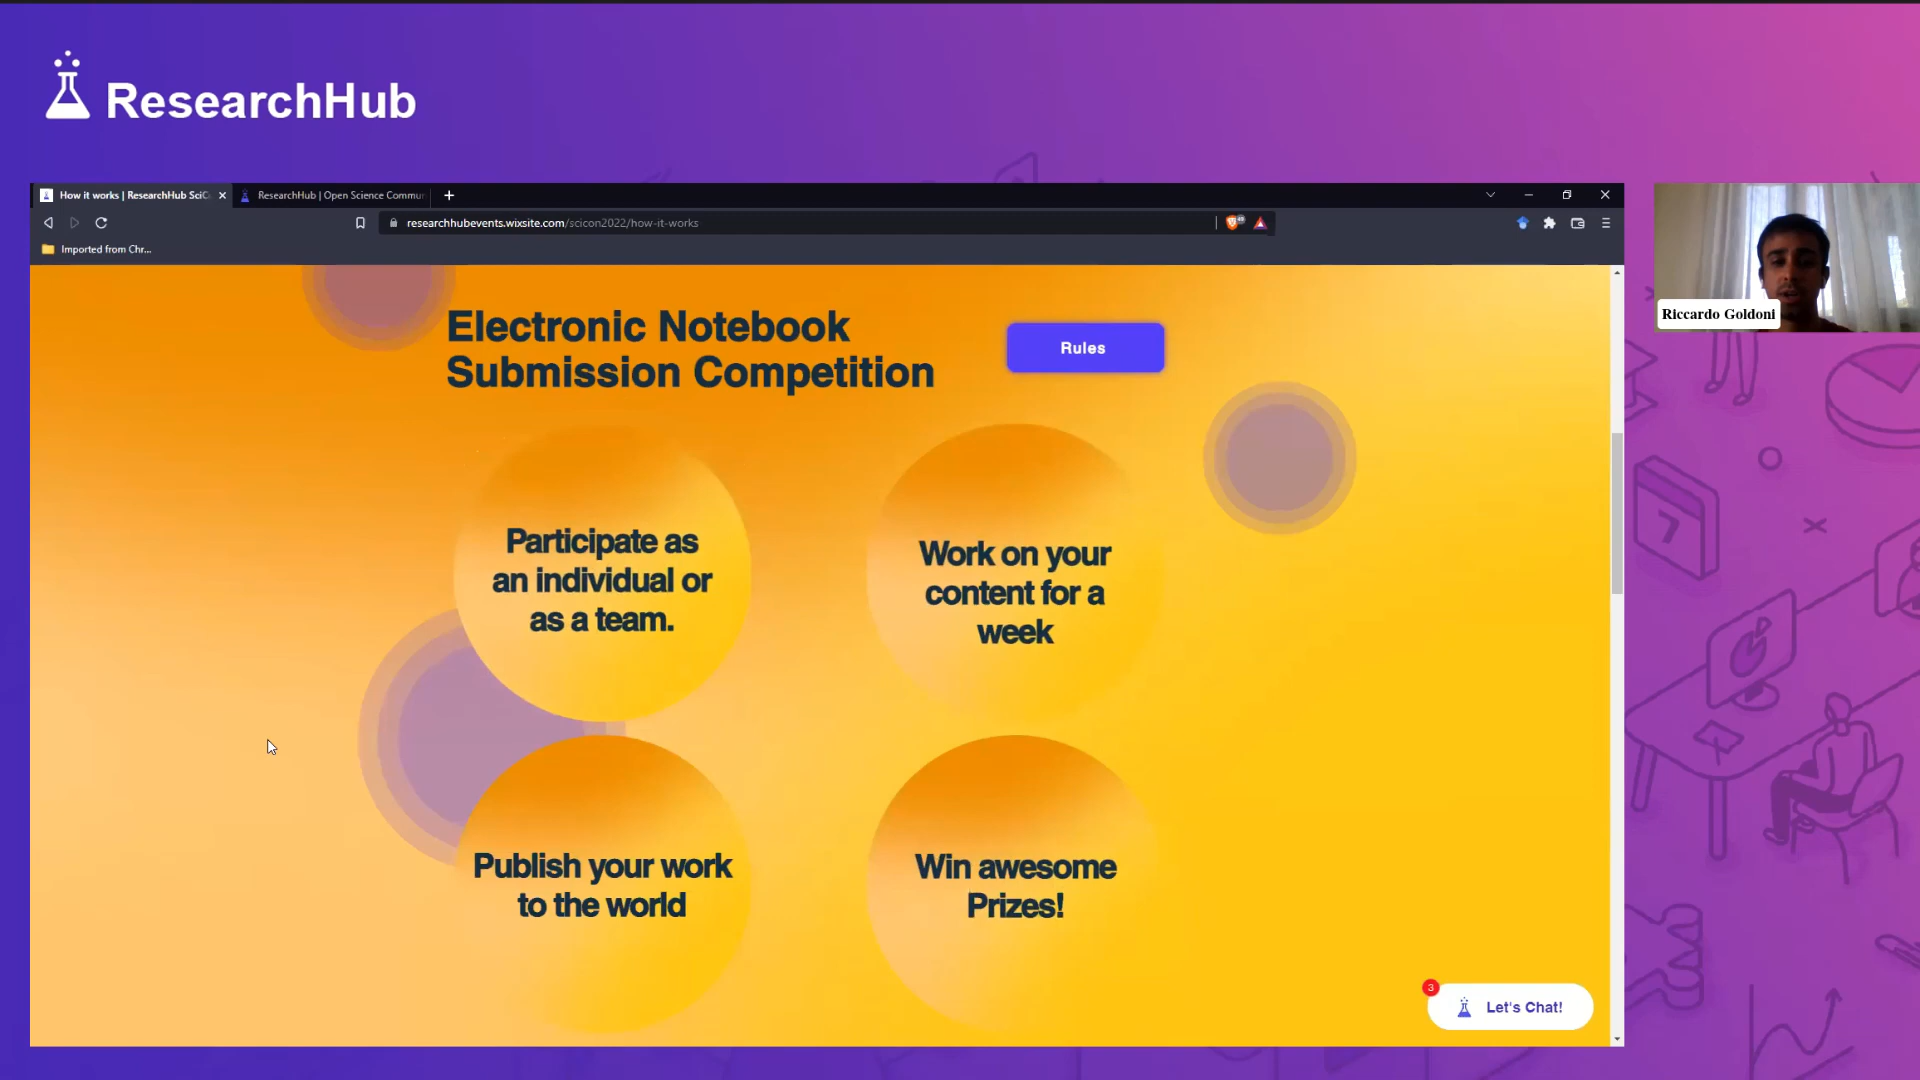 ResearchHub
How it works | ResearchHub SciC
ResearchHub | Open Science Commu
researchhubevents.wixsite.com/scicon2022/how-it-works
Imported from Chr...
Electronic Notebook
Submission Competition
Rules
Participate as
an individual or
as a team.
Work on your
content for a
week
Publish your work
to the world
Win awesome
Prizes!
3
Let's Chat!
Riccardo Goldoni
7